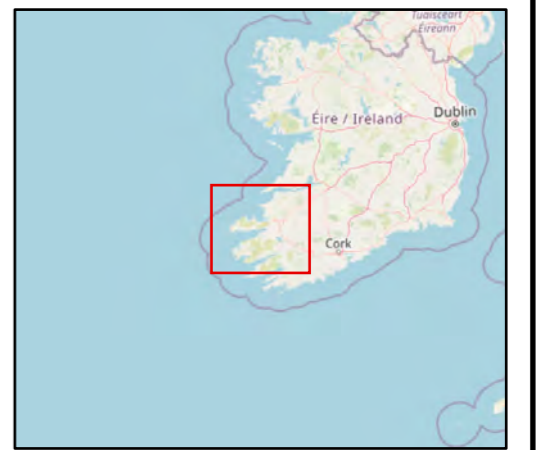 Tuaisceart
Éireann
Éire / Ireland
Dublin
Cork